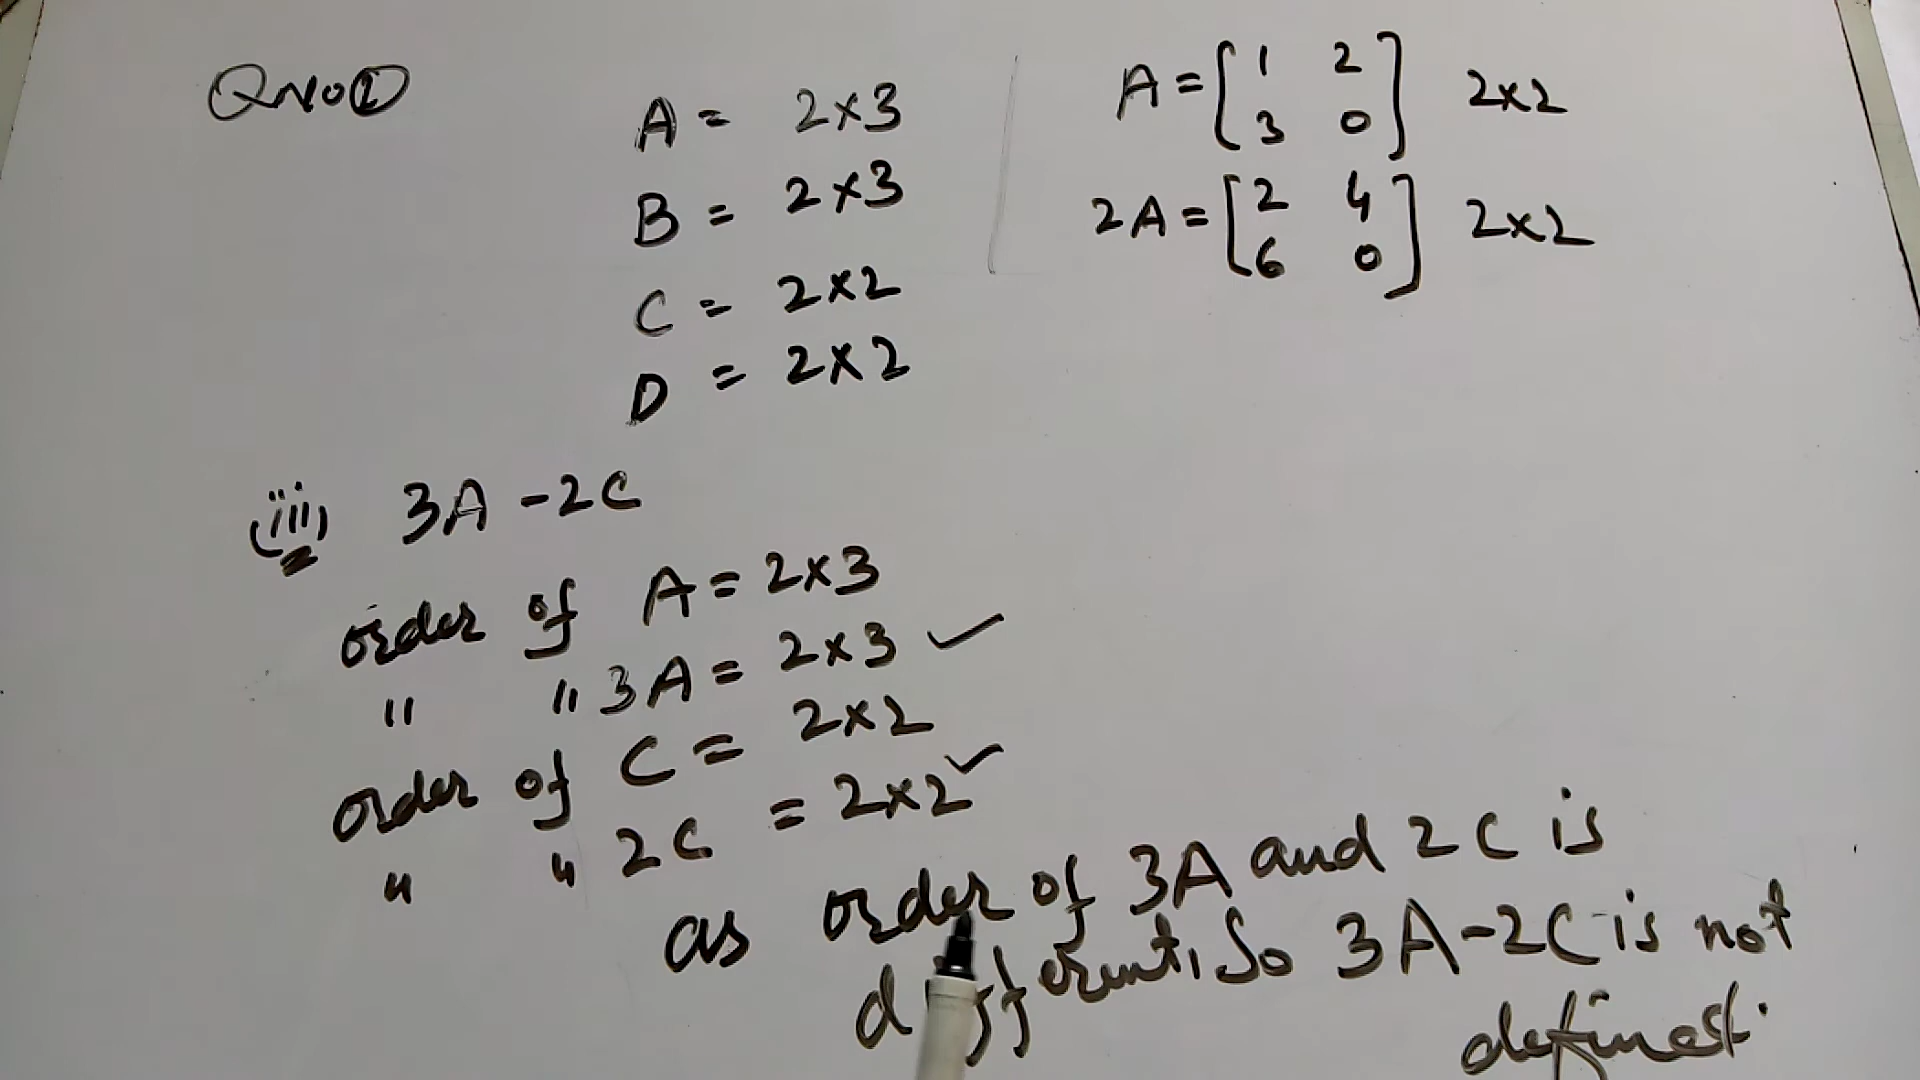 QNo 1
A = 2×3
B = 2×3
C = 2×2
D = 2×2
A = [1 2
3 0] 2×2
2A = [2 4
6 0] 2×2
(iii) 3A - 2C
order of A = 2×3
" " 3A = 2×3 ✓
order of C = 2×2
" " 2C = 2×2 ✓
as order of 3A and 2C is
different, So 3A-2C is not
defined.